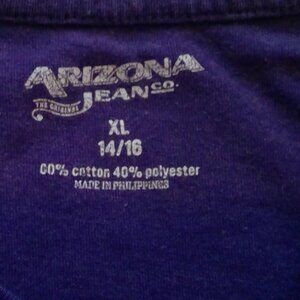 ARIZONA
THE ORIGINAL JEAN CO.
XL
14/16
60% cotton 40% polyester
MADE IN PHILIPPINES